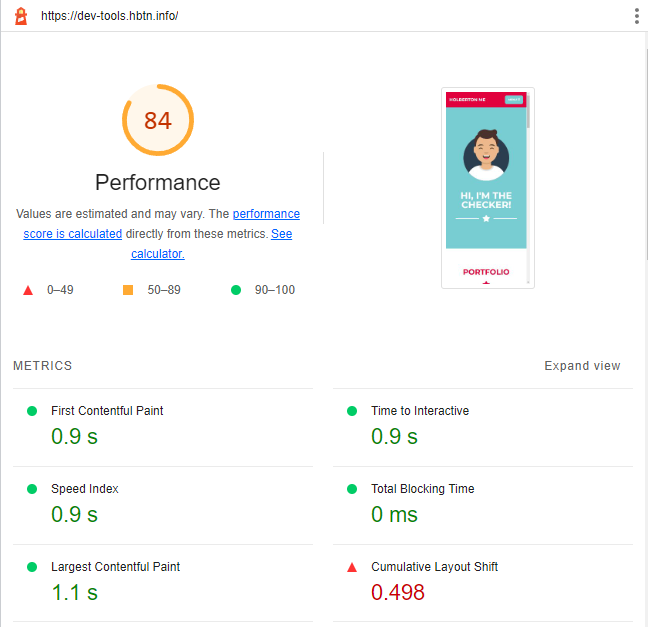 https://dev-tools.hbtn.info/
84
Performance
Values are estimated and may vary. The performance
score is calculated directly from these metrics. See
calculator.
0–49
50–89
90–100
HOLBERTON ME
HI, I'M THE
CHECKER!
PORTFOLIO
METRICS
Expand view
First Contentful Paint
0.9 s
Time to Interactive
0.9 s
Speed Index
0.9 s
Total Blocking Time
0 ms
Largest Contentful Paint
1.1 s
Cumulative Layout Shift
0.498